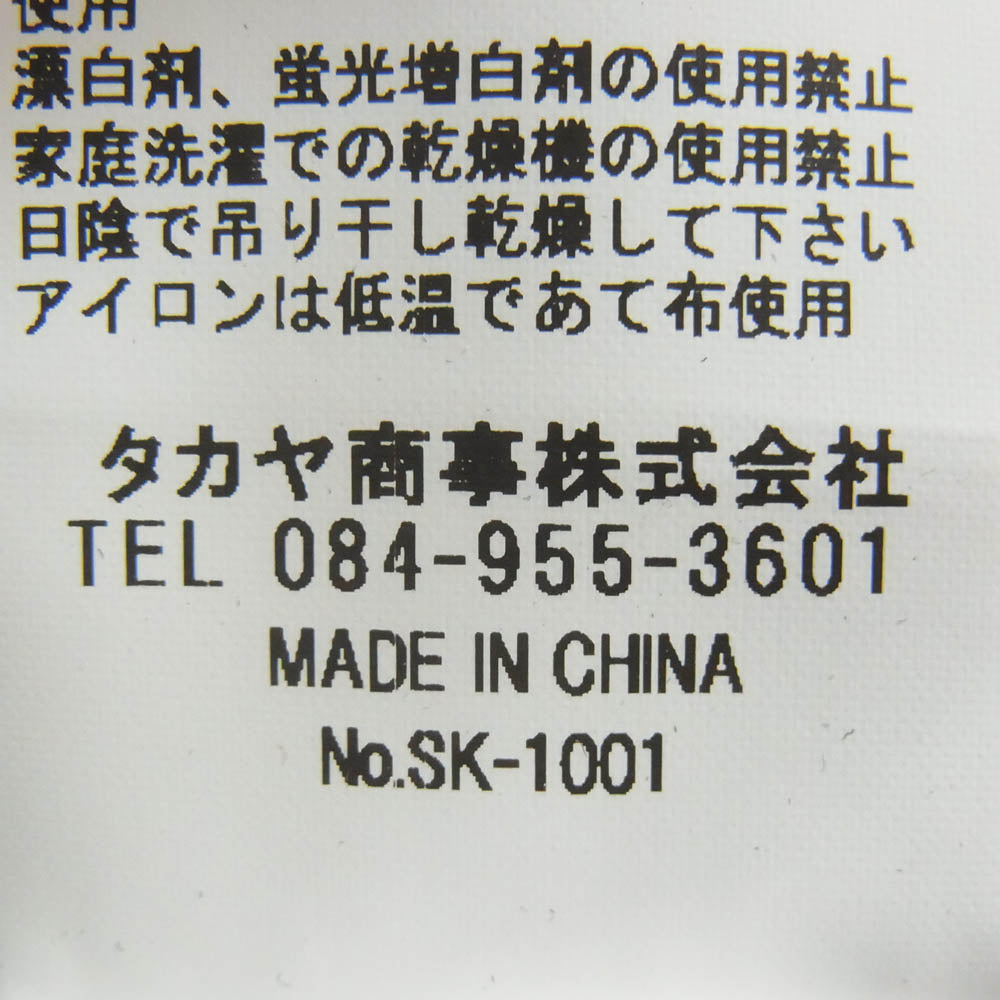 使用
漂白剤、蛍光増白剤の使用禁止
家庭洗濯での乾燥機の使用禁止
日陰で吊り干し乾燥して下さい
アイロンは低温であて布使用
タカヤ商事株式会社
TEL 084-955-3601
MADE IN CHINA
No.SK-1001